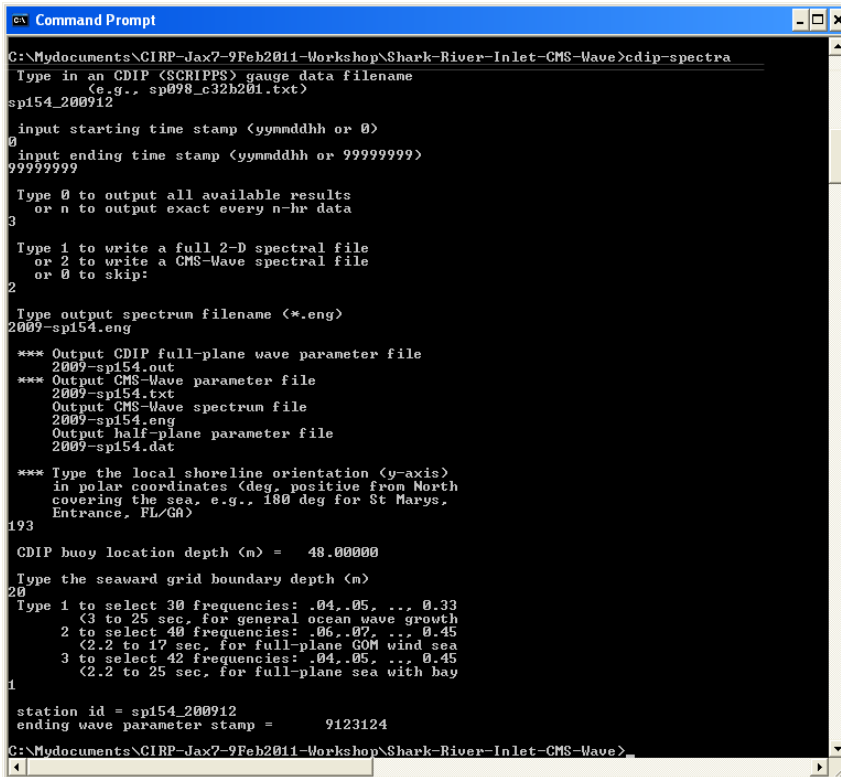 Command Prompt
C:\Mydocuments\CIRP-Jax7-9Feb2011-Workshop\Shark-River-Inlet-CMS-Wave>cdip-spectra
Type in an CDIP (SCRIPPS) gauge data filename
(e.g., sp098_c32b201.txt)
sp154_200912
input starting time stamp (yymmddhh or 0)
0
input ending time stamp (yymmddhh or 99999999)
99999999
Type 0 to output all available results
or n to output exact every n-hr data
3
Type 1 to write a full 2-D spectral file
or 2 to write a CMS-Wave spectral file
or 0 to skip:
2
Type output spectrum filename (*.eng)
2009-sp154.eng
*** Output CDIP full-plane wave parameter file
2009-sp154.out
*** Output CMS-Wave parameter file
2009-sp154.txt
Output CMS-Wave spectrum file
2009-sp154.eng
Output half-plane parameter file
2009-sp154.dat
*** Type the local shoreline orientation (y-axis)
in polar coordinates (deg, positive from North
covering the sea, e.g., 180 deg for St Marys,
Entrance, FL/GA)
193
CDIP buoy location depth (m) =   48.00000
Type the seaward grid boundary depth (m)
20
Type 1 to select 30 frequencies: .04,.05, .., 0.33
(3 to 25 sec, for general ocean wave growth
2 to select 40 frequencies: .06,.07, .., 0.45
(2.2 to 17 sec, for full-plane GOM wind sea
3 to select 42 frequencies: .04,.05, .., 0.45
(2.2 to 25 sec, for full-plane sea with bay
1
station id = sp154_200912
ending wave parameter stamp =      9123124
C:\Mydocuments\CIRP-Jax7-9Feb2011-Workshop\Shark-River-Inlet-CMS-Wave>_